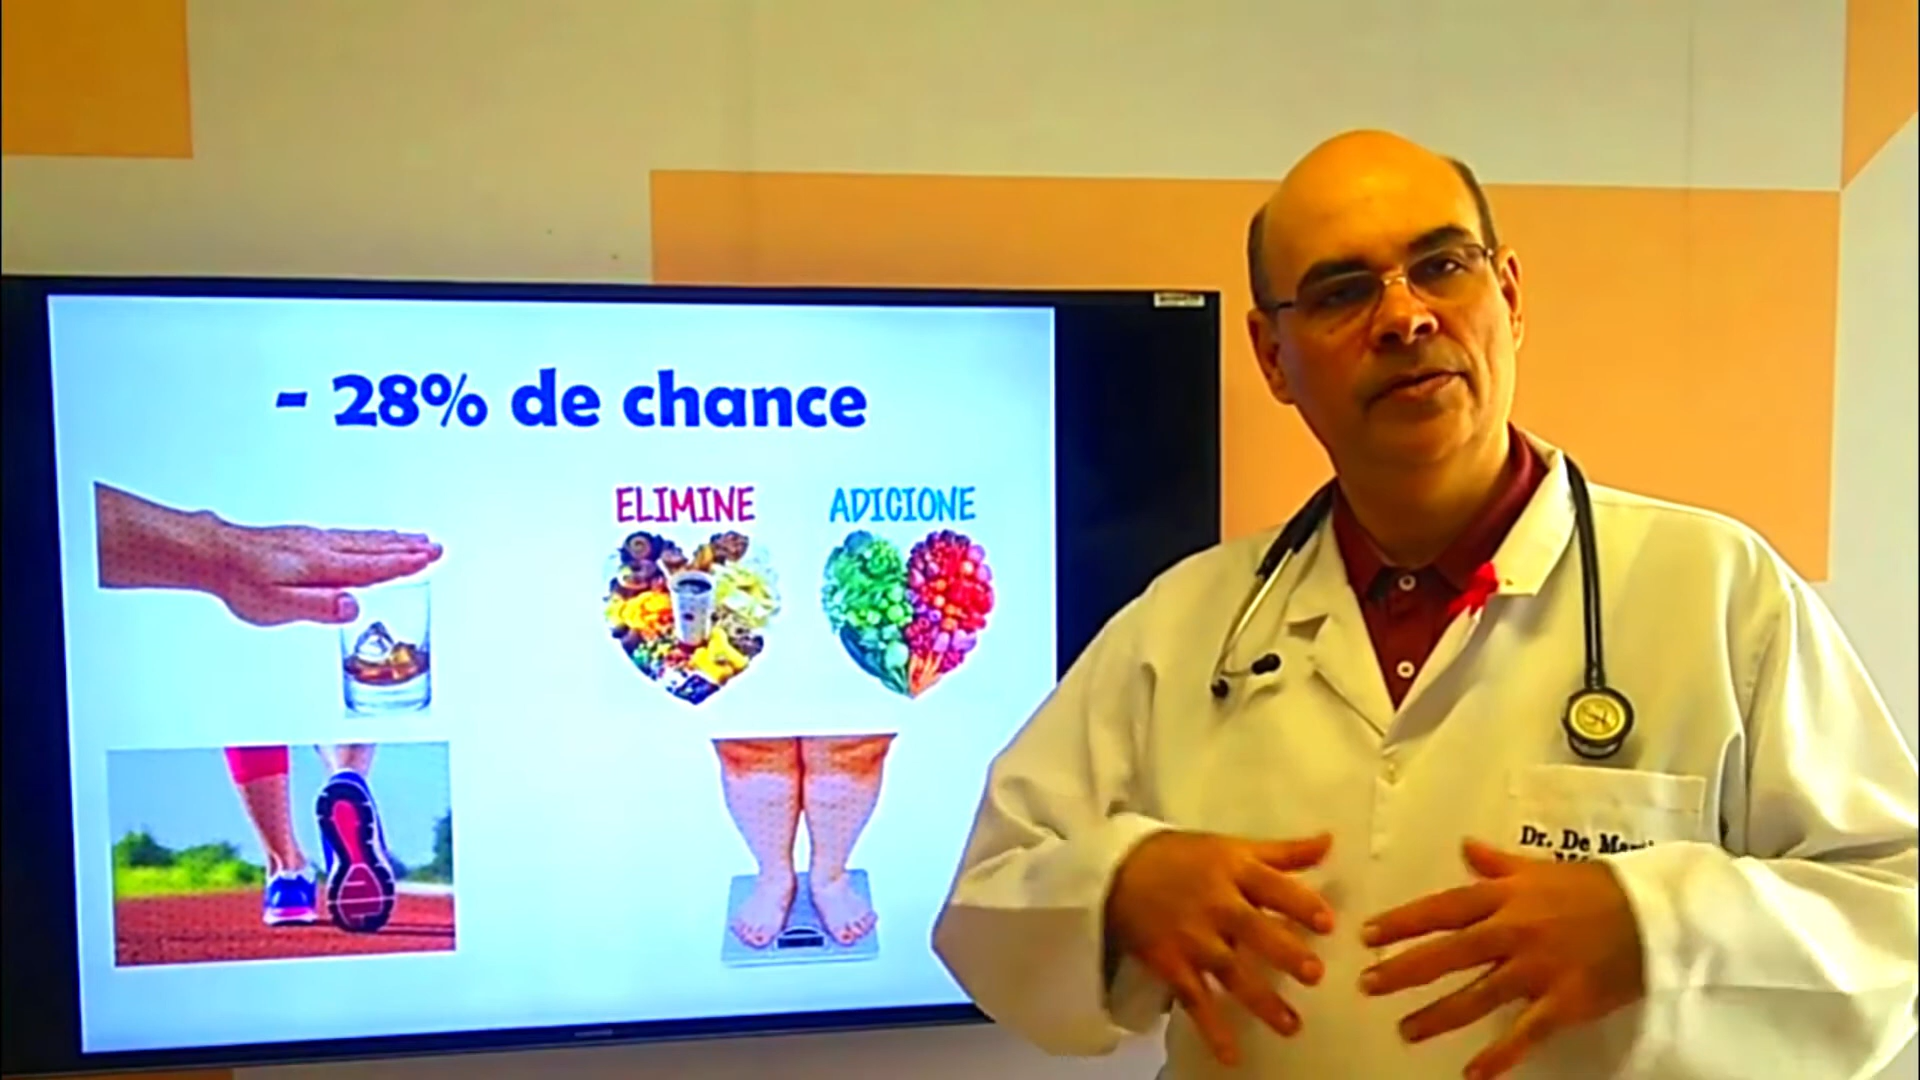 - 28% de chance
ELIMINE
ADICIONE
Dr. De